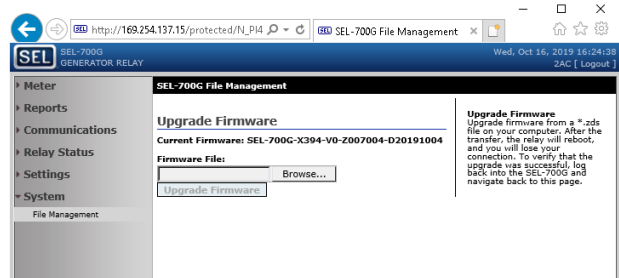 http://169.254.137.15/protected/N_PI4
SEL-700G File Management
SEL
SEL-700G
GENERATOR RELAY
Wed, Oct 16, 2019 16:24:38
2AC [ Logout ]
Meter
Reports
Communications
Relay Status
Settings
System
File Management
SEL-700G File Management
Upgrade Firmware
Current Firmware: SEL-700G-X394-V0-Z007004-D20191004
Firmware File:
Browse...
Upgrade Firmware
Upgrade Firmware
Upgrade firmware from a *.zds
file on your computer. After the
transfer, the relay will reboot,
and you will lose your
connection. To verify that the
upgrade was successful, log
back into the SEL-700G and
navigate back to this page.